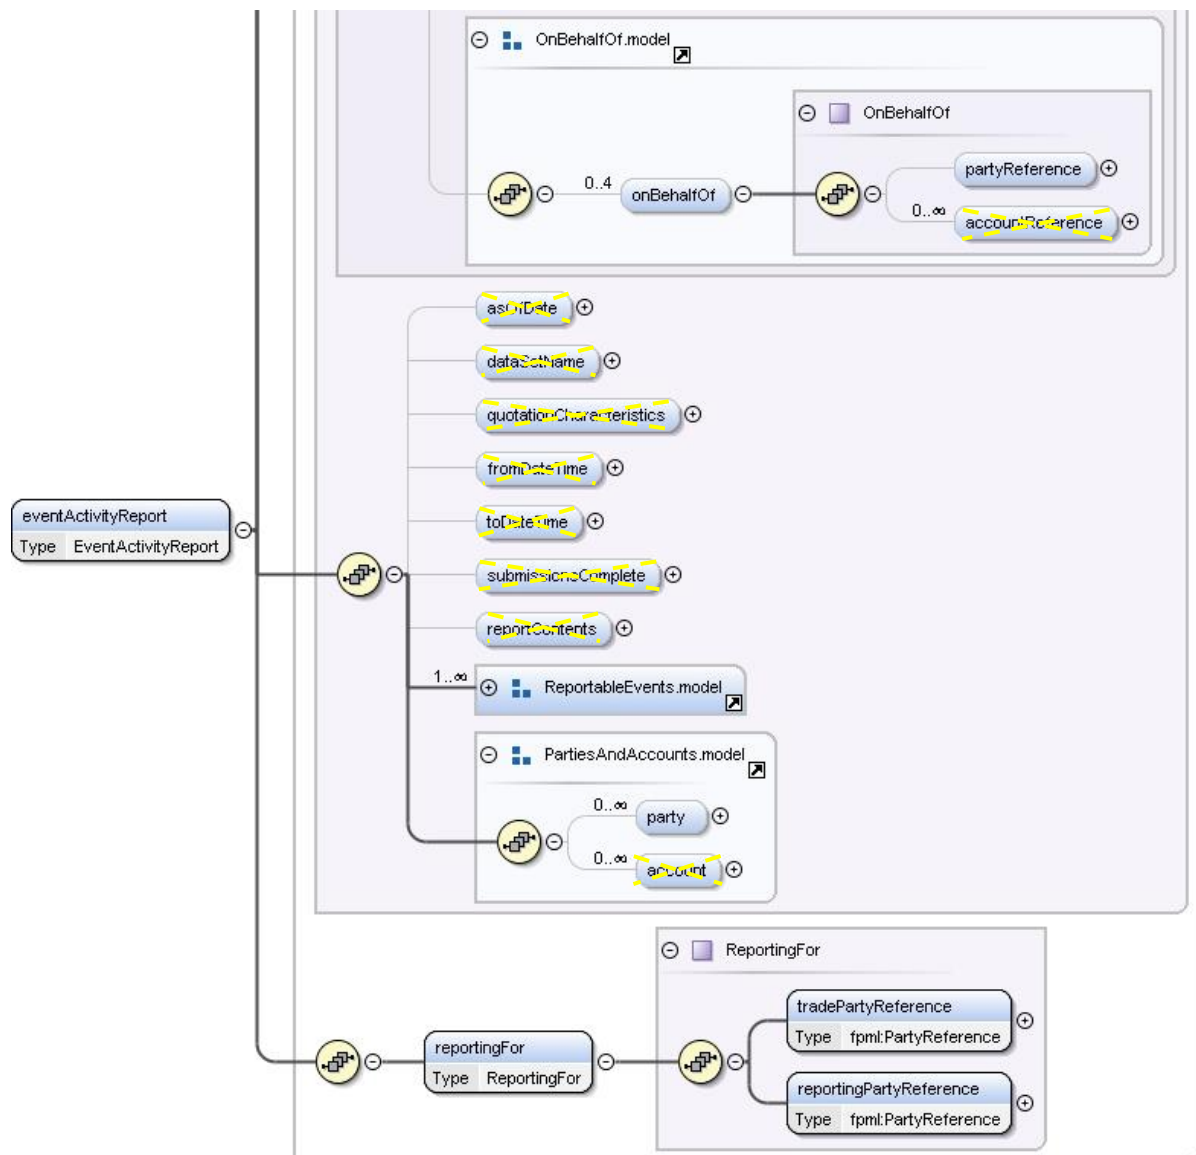 OnBehalfOf.model
OnBehalfOf
partyReference
0..4
onBehalfOf
0..∞
accountReference
asOfDate
dataSetName
quotationCharacteristics
fromDateTime
eventActivityReport
toDateTime
Type EventActivityReport
submissionsComplete
reportContents
1..∞
ReportableEvents.model
PartiesAndAccounts.model
0..∞
party
0..∞
account
ReportingFor
tradePartyReference
Type fpml:PartyReference
reportingFor
Type ReportingFor
reportingPartyReference
Type fpml:PartyReference